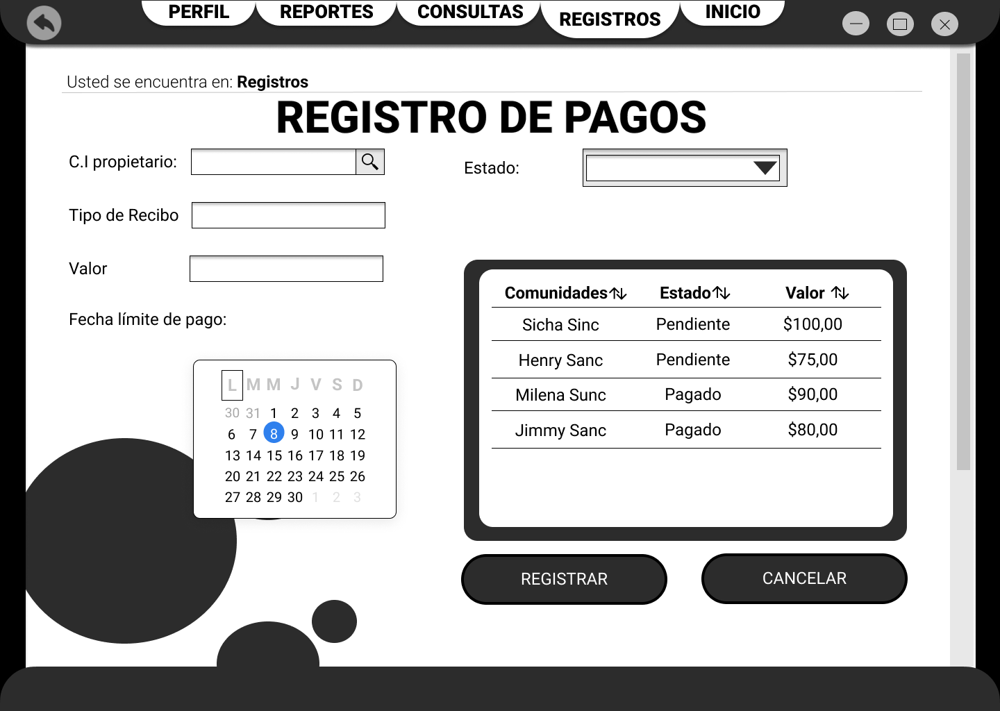 PERFIL REPORTES CONSULTAS REGISTROS INICIO
Usted se encuentra en: Registros
REGISTRO DE PAGOS
C.I propietario:
Estado:
Tipo de Recibo
Valor
Fecha límite de pago:
L M M J V S D
30 31 1 2 3 4 5
6 7 8 9 10 11 12
13 14 15 16 17 18 19
20 21 22 23 24 25 26
27 28 29 30 1 2 3
Comunidades Estado Valor
Sicha Sinc Pendiente $100,00
Henry Sanc Pendiente $75,00
Milena Sunc Pagado $90,00
Jimmy Sanc Pagado $80,00
REGISTRAR CANCELAR